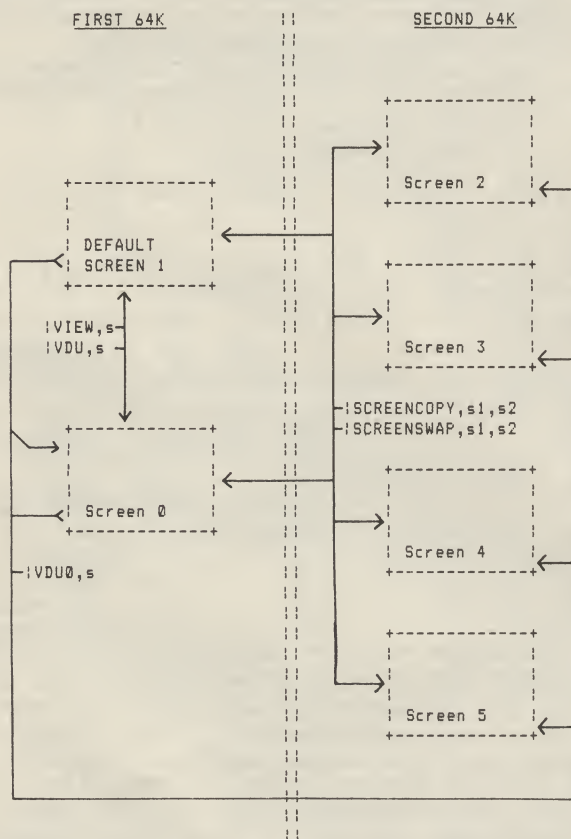 FIRST 64K
SECOND 64K
Screen 2
DEFAULT
SCREEN 1
Screen 3
|VIEW,s
|VDU,s
|SCREENCOPY,s1,s2
|SCREENSWAP,s1,s2
Screen 0
Screen 4
|VDU0,s
Screen 5